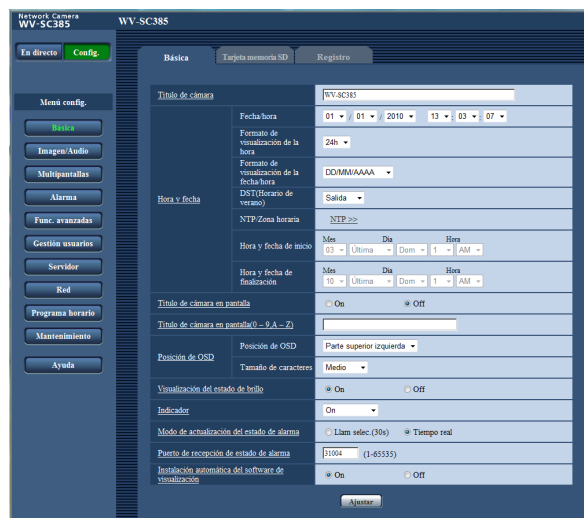 Network Camera
WV-SC385
WV-SC385
En directo Config.
Básica Tarjeta memoria SD Registro
Menú config.
Básica
Imagen/Audio
Multipantallas
Alarma
Func. avanzadas
Gestión usuarios
Servidor
Red
Programa horario
Mantenimiento
Ayuda
Titulo de cámara WV-SC385
Hora y fecha
Fecha/hora 01 / 01 / 2010 13 : 03 : 07
Formato de
visualización de la
hora
24h
Formato de
visualización de la
fecha/hora
DD/MM/AAAA
DST(Horario de
verano)
Salida
NTP/Zona horaria NTP >>
Hora y fecha de inicio
Mes Día Hora
03 Última Dom 1 AM
Hora y fecha de
finalización
Mes Día Hora
10 Última Dom 1 AM
Titulo de cámara en
pantalla
On Off
Titulo de cámara en pantalla(0 – 9,A – Z)
Posición de OSD
Posición de OSD Parte superior izquierda
Tamaño de caracteres Medio
Visualización del estado de brillo On Off
Indicador On
Modo de actualización del estado de alarma Llam selec.(30s) Tiempo real
Puerto de recepción de estado de alarma 31004 (1-65535)
Instalación automática del software de
visualización
On Off
Ajustar